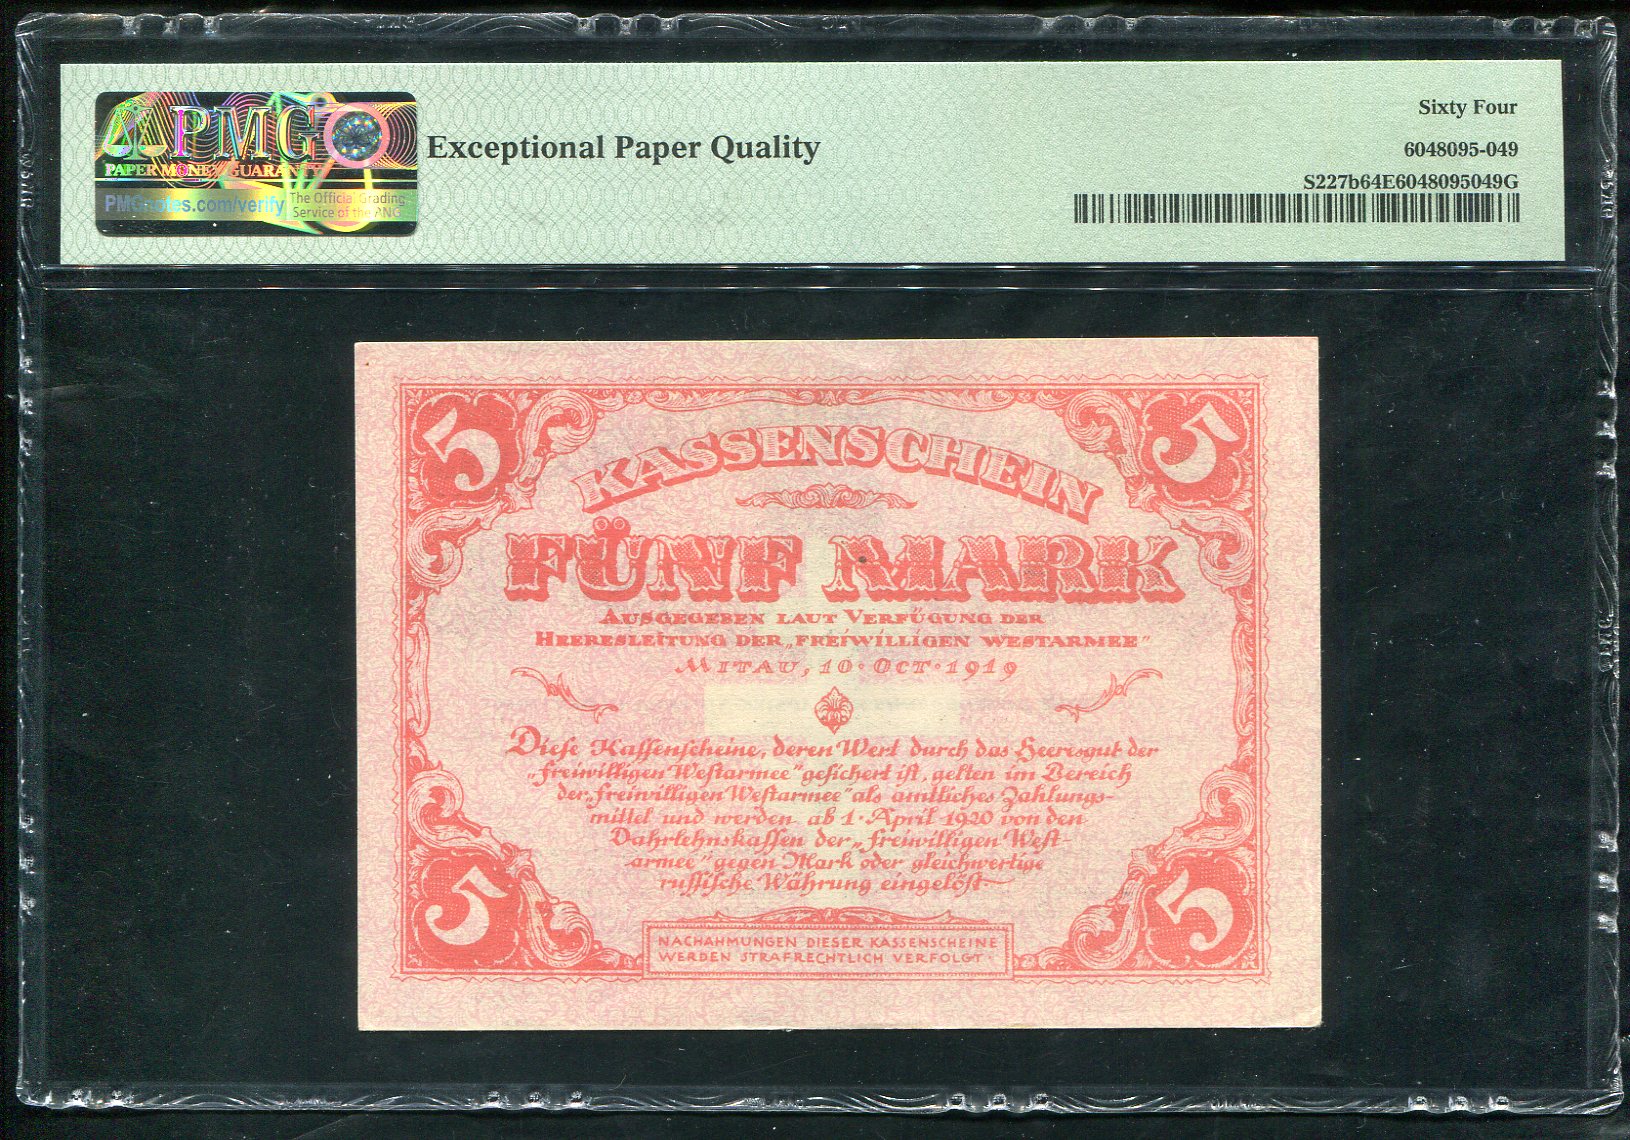 PMG
PAPER MONEY GUARANTY
PMGnotes.com/verify
The Official Grading
Service of the ANA
Exceptional Paper Quality
Sixty Four
6048095-049
S227b64E6048095049G
5
5
KASSENSCHEIN
FÜNF MARK
AUSGEGEBEN LAUT VERFÜGUNG DER
HEERESLEITUNG DER „FREIWILLIGEN WESTARMEE"
MITAU, 10. OCT. 1919
Diese Kassenscheine, deren Wert durch das Heeresgut der
„freiwilligen Westarmee" gesichert ist, gelten im Bereich
der „freiwilligen Westarmee" als amtliches Zahlungs-
mittel und werden ab 1. April 1920 von den
Dahrlehnskassen der „freiwilligen West-
armee" gegen Mark oder gleichwertige
russische Währung eingelöst
5
5
NACHAHMUNGEN DIESER KASSENSCHEINE
WERDEN STRAFRECHTLICH VERFOLGT